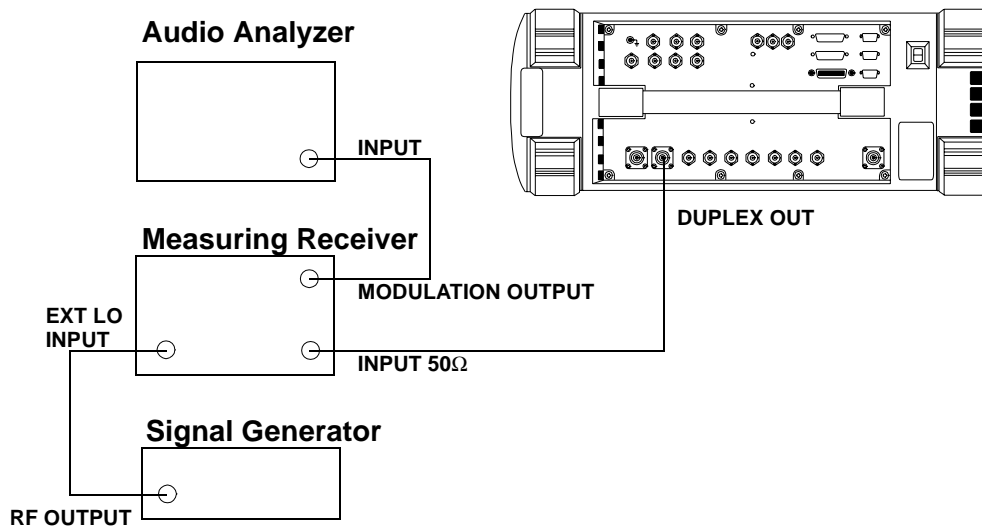 Audio Analyzer
INPUT
DUPLEX OUT
Measuring Receiver
MODULATION OUTPUT
EXT LO
INPUT
INPUT 50Ω
Signal Generator
RF OUTPUT